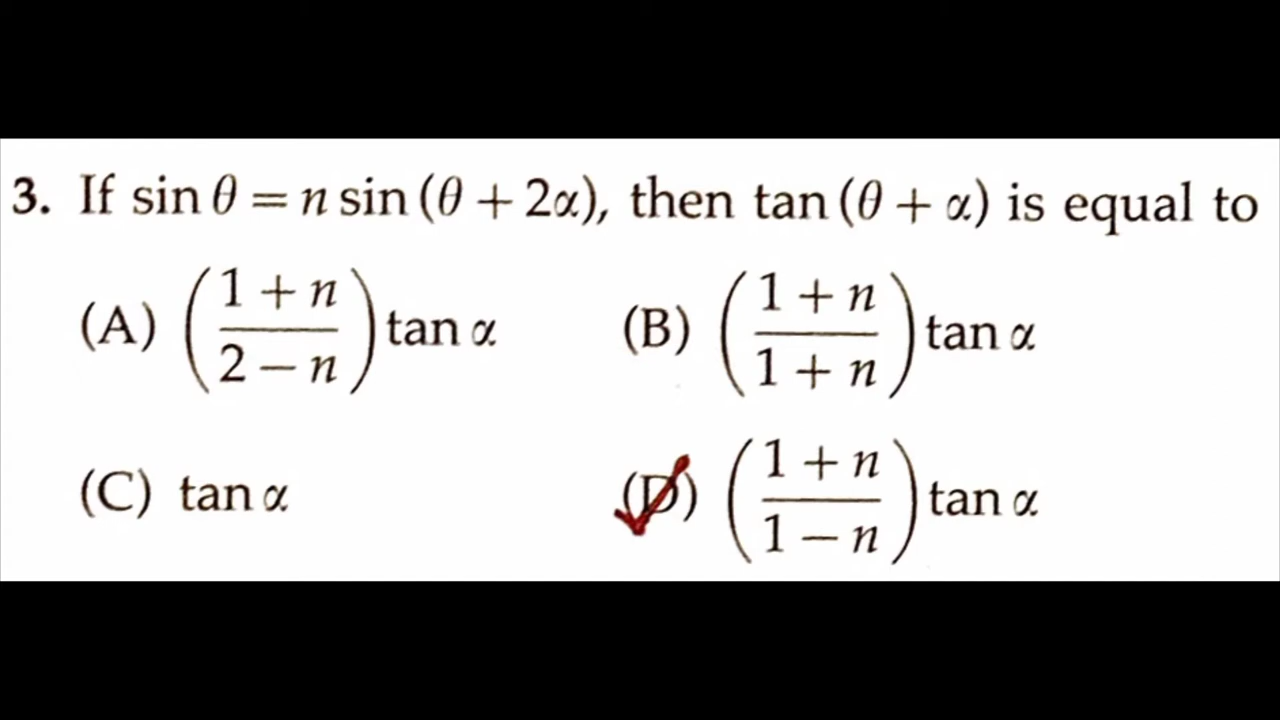 3. If sin θ = n sin (θ + 2α), then tan (θ + α) is equal to
(A) ((1 + n)/(2 − n)) tan α (B) ((1 + n)/(1 + n)) tan α
(C) tan α (D) ((1 + n)/(1 − n)) tan α